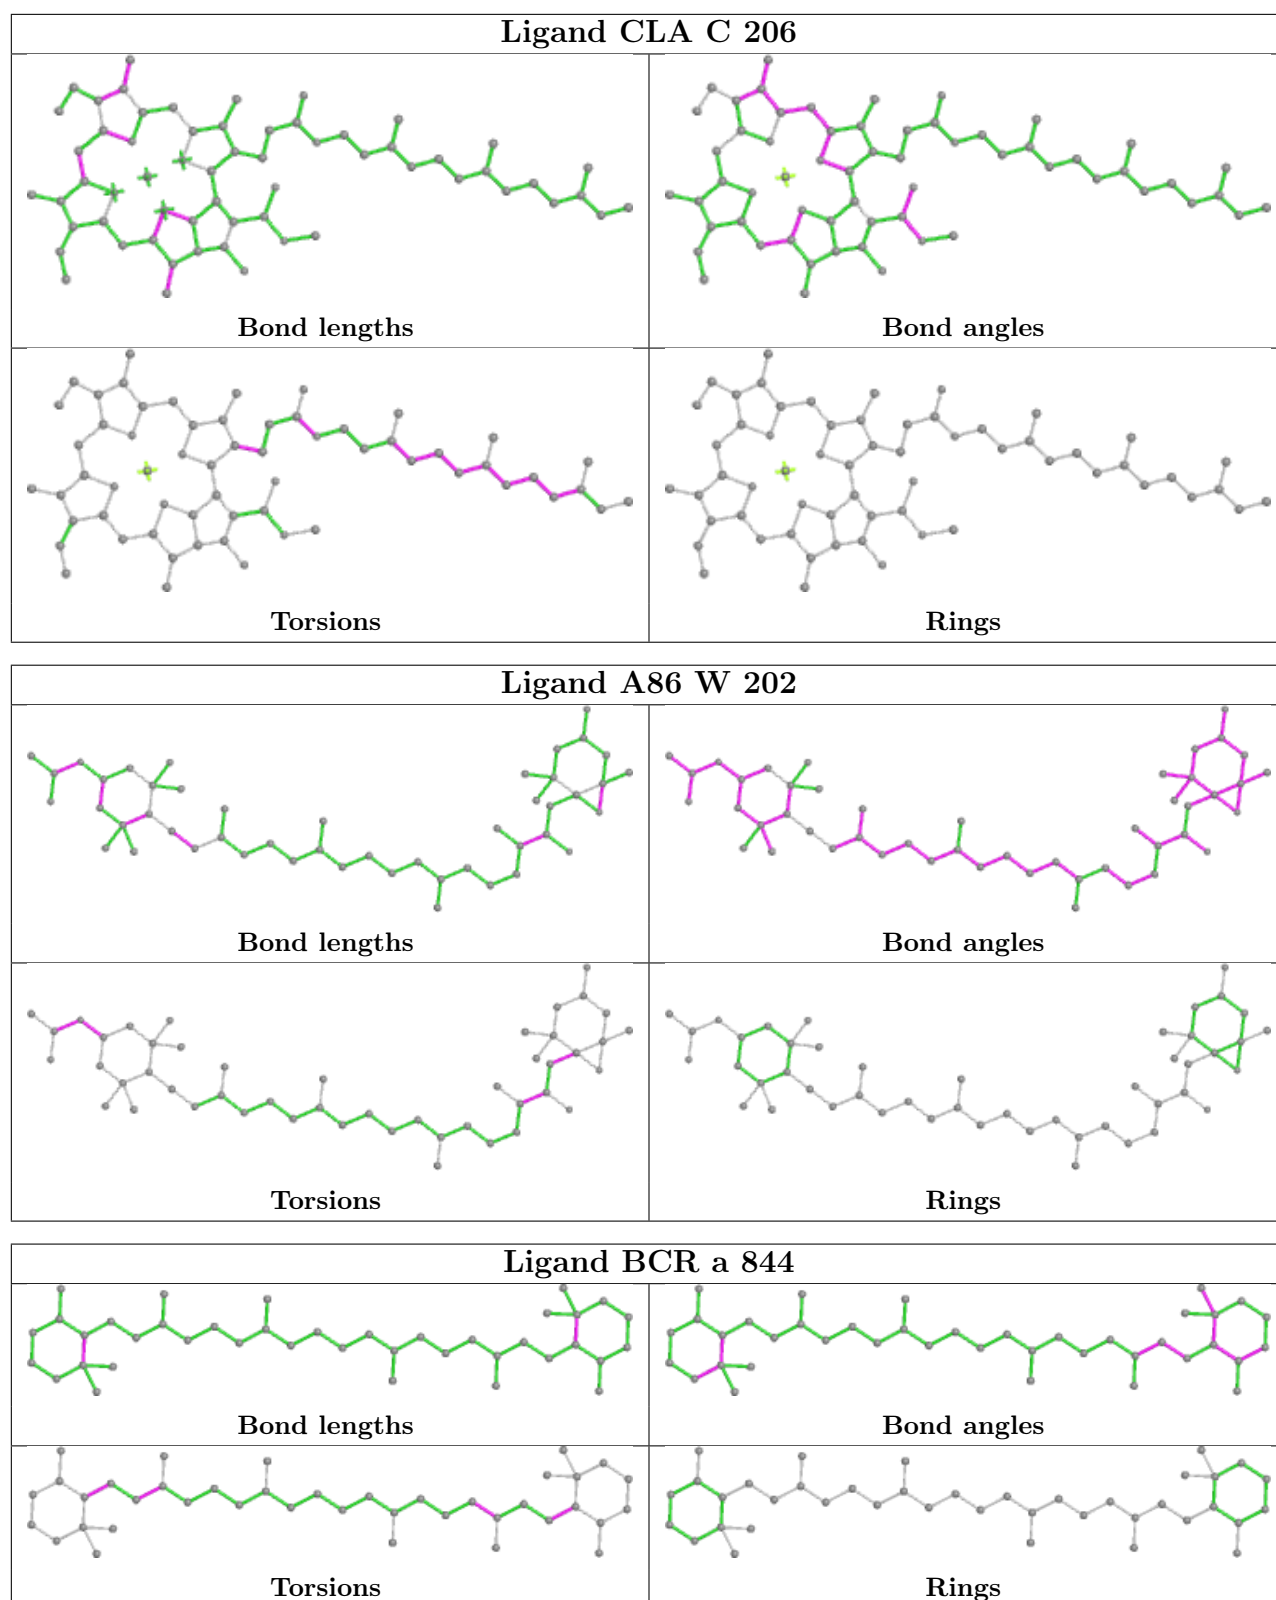 Ligand CLA C 206
Bond lengths
Bond angles
Torsions
Rings
Ligand A86 W 202
Bond lengths
Bond angles
Torsions
Rings
Ligand BCR a 844
Bond lengths
Bond angles
Torsions
Rings